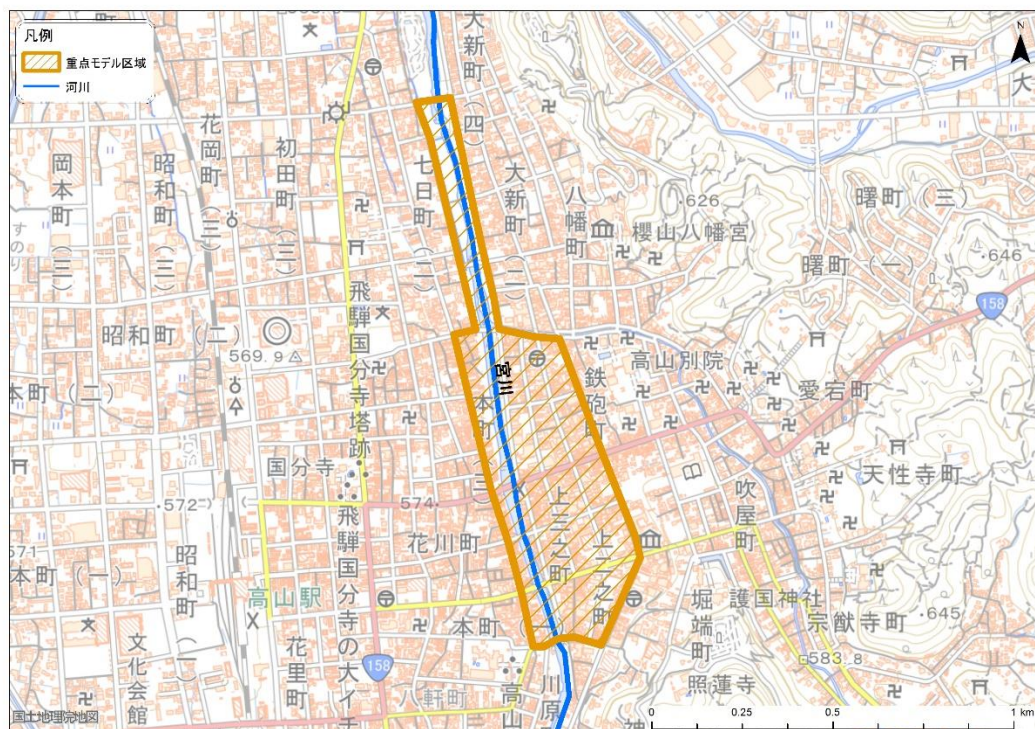 凡例
重点モデル区域
河川
N
大新町(四)
花岡町(三)
初田町(三)
岡本町(三)
昭和町(三)
七日町(二)
大新町(二)
八幡町
櫻山八幡宮
626
曙町(三)
曙町(一)
646
158
すのり
昭和町(二)
569.9
飛騨国分寺塔跡
宮川
本町(三)
鉄砲町
高山別院
愛宕町
天性寺町
本町(二)
国分寺
572
574
571
花川町
上三之町
上一之町
吹屋町
本町(一)
昭和町(一)
高山駅
飛騨国分寺の大イチ
本町
堀端町
護国神社
宗猷寺町
645
583.8
文化会館
花里町
158
八軒町
高山
川原
照蓮寺
神
国土地理院地図
0 0.25 0.5 1 km